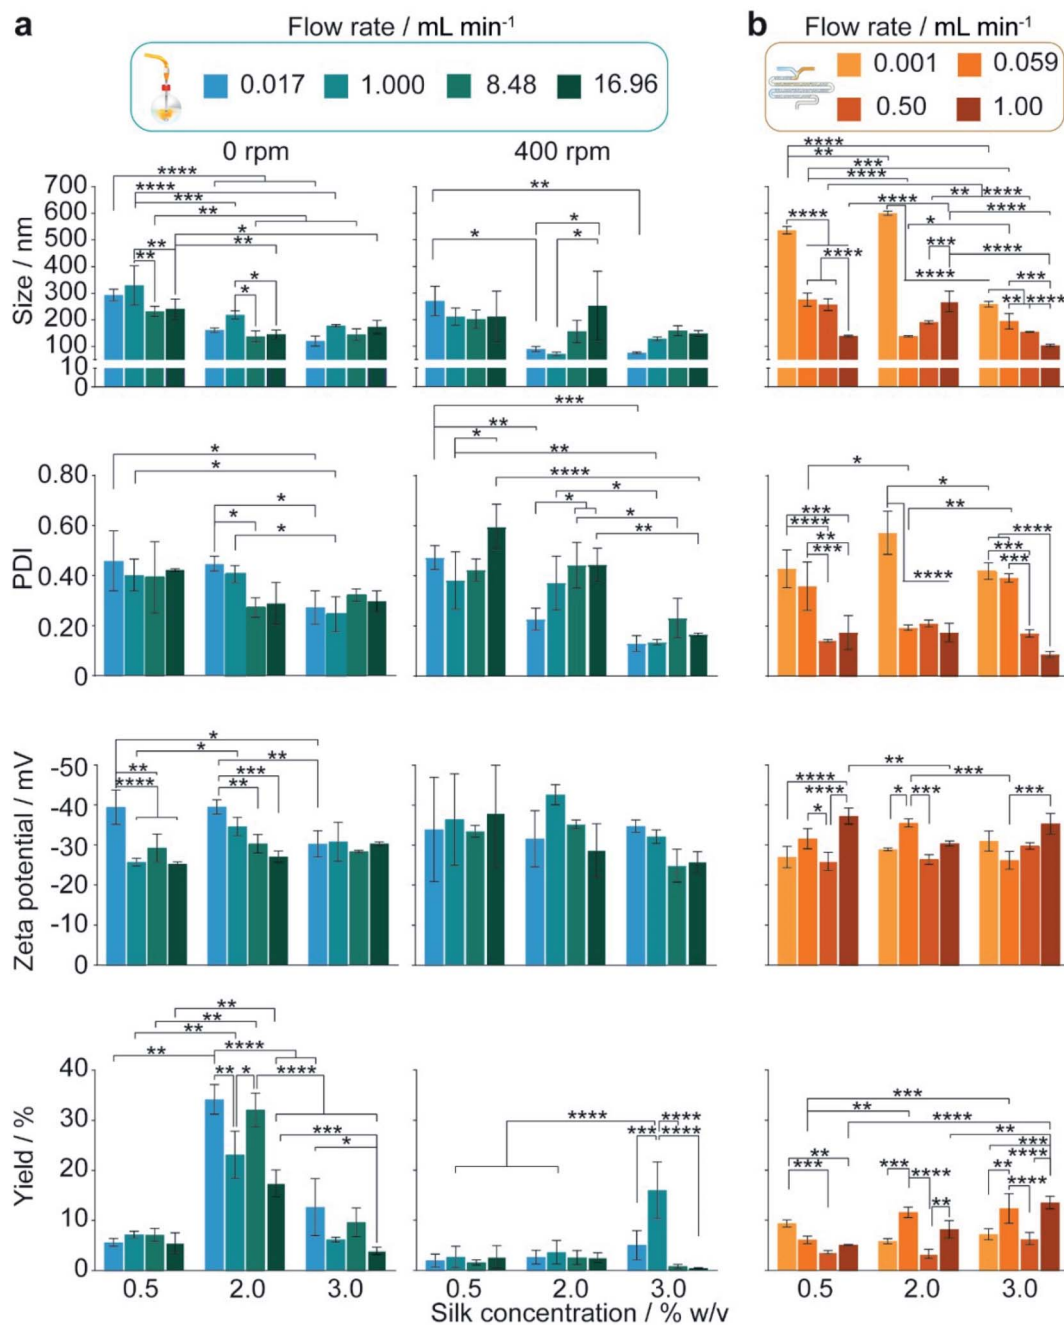 a
Flow rate / mL min⁻¹
0.017 1.000 8.48 16.96
b
Flow rate / mL min⁻¹
0.001 0.059
0.50 1.00
0 rpm 400 rpm
Size / nm
700
600
500
400
300
200
100
10
0
PDI
0.80
0.60
0.40
0.20
0
Zeta potential / mV
-50
-40
-30
-20
-10
0
Yield / %
40
30
20
10
0
0.5 2.0 3.0 0.5 2.0 3.0 0.5 2.0 3.0
Silk concentration / % w/v